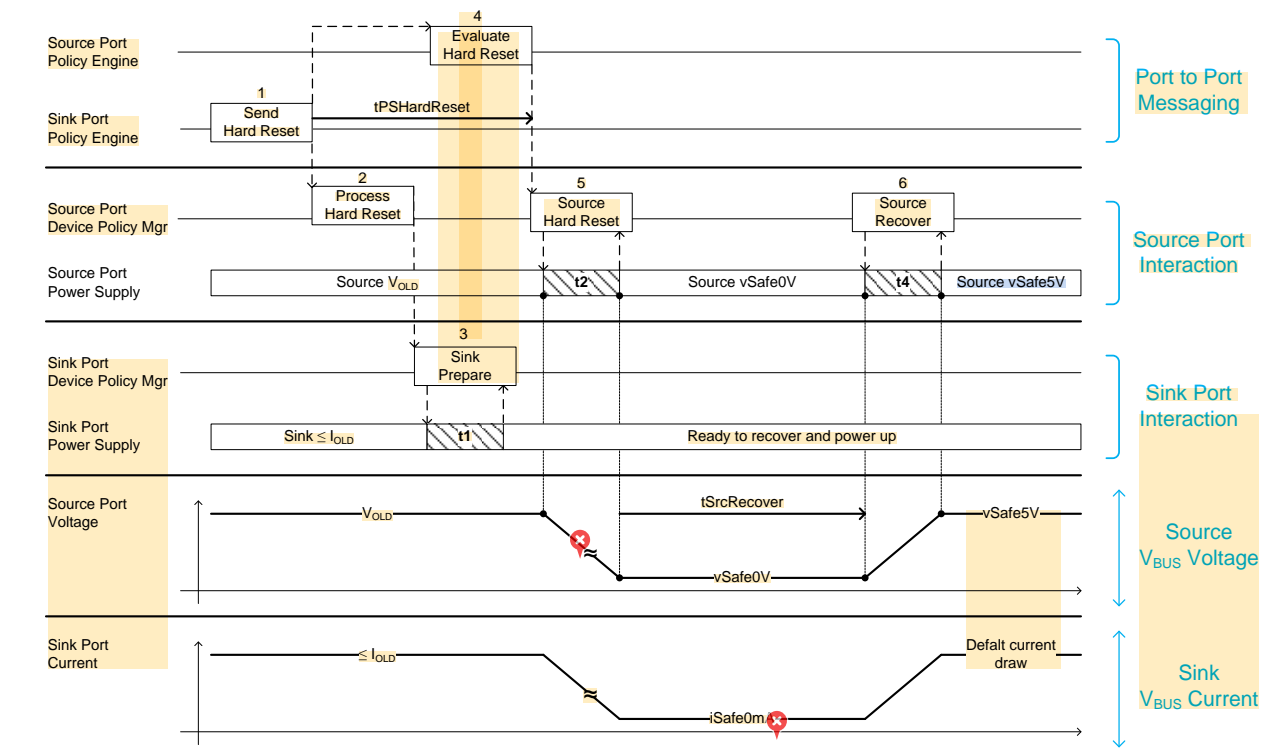 4
Source Port
Policy Engine
Evaluate
Hard Reset
Port to Port
Messaging
1
Sink Port
Policy Engine
Send
Hard Reset
tPSHardReset
2
5
6
Source Port
Device Policy Mgr
Process
Hard Reset
Source
Hard Reset
Source
Recover
Source Port
Interaction
Source Port
Power Supply
Source VOLD
t2
Source vSafe0V
t4
Source vSafe5V
3
Sink Port
Device Policy Mgr
Sink
Prepare
Sink Port
Interaction
Sink Port
Power Supply
Sink ≤ IOLD
t1
Ready to recover and power up
Source Port
Voltage
VOLD
≈
tSrcRecover
vSafe0V
vSafe5V
Source
VBUS Voltage
Sink Port
Current
≤ IOLD
≈
Defalt current
draw
Sink
VBUS Current